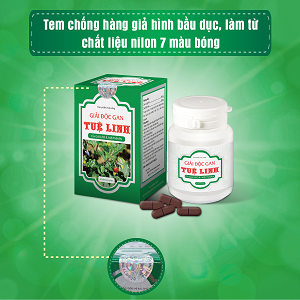 Tem chống hàng giả hình bầu dục, làm từ
chất liệu nilon 7 màu bóng
GIẢI ĐỘC GAN
TUỆ LINH
GIẢI ĐỘC GAN
TUỆ LINH